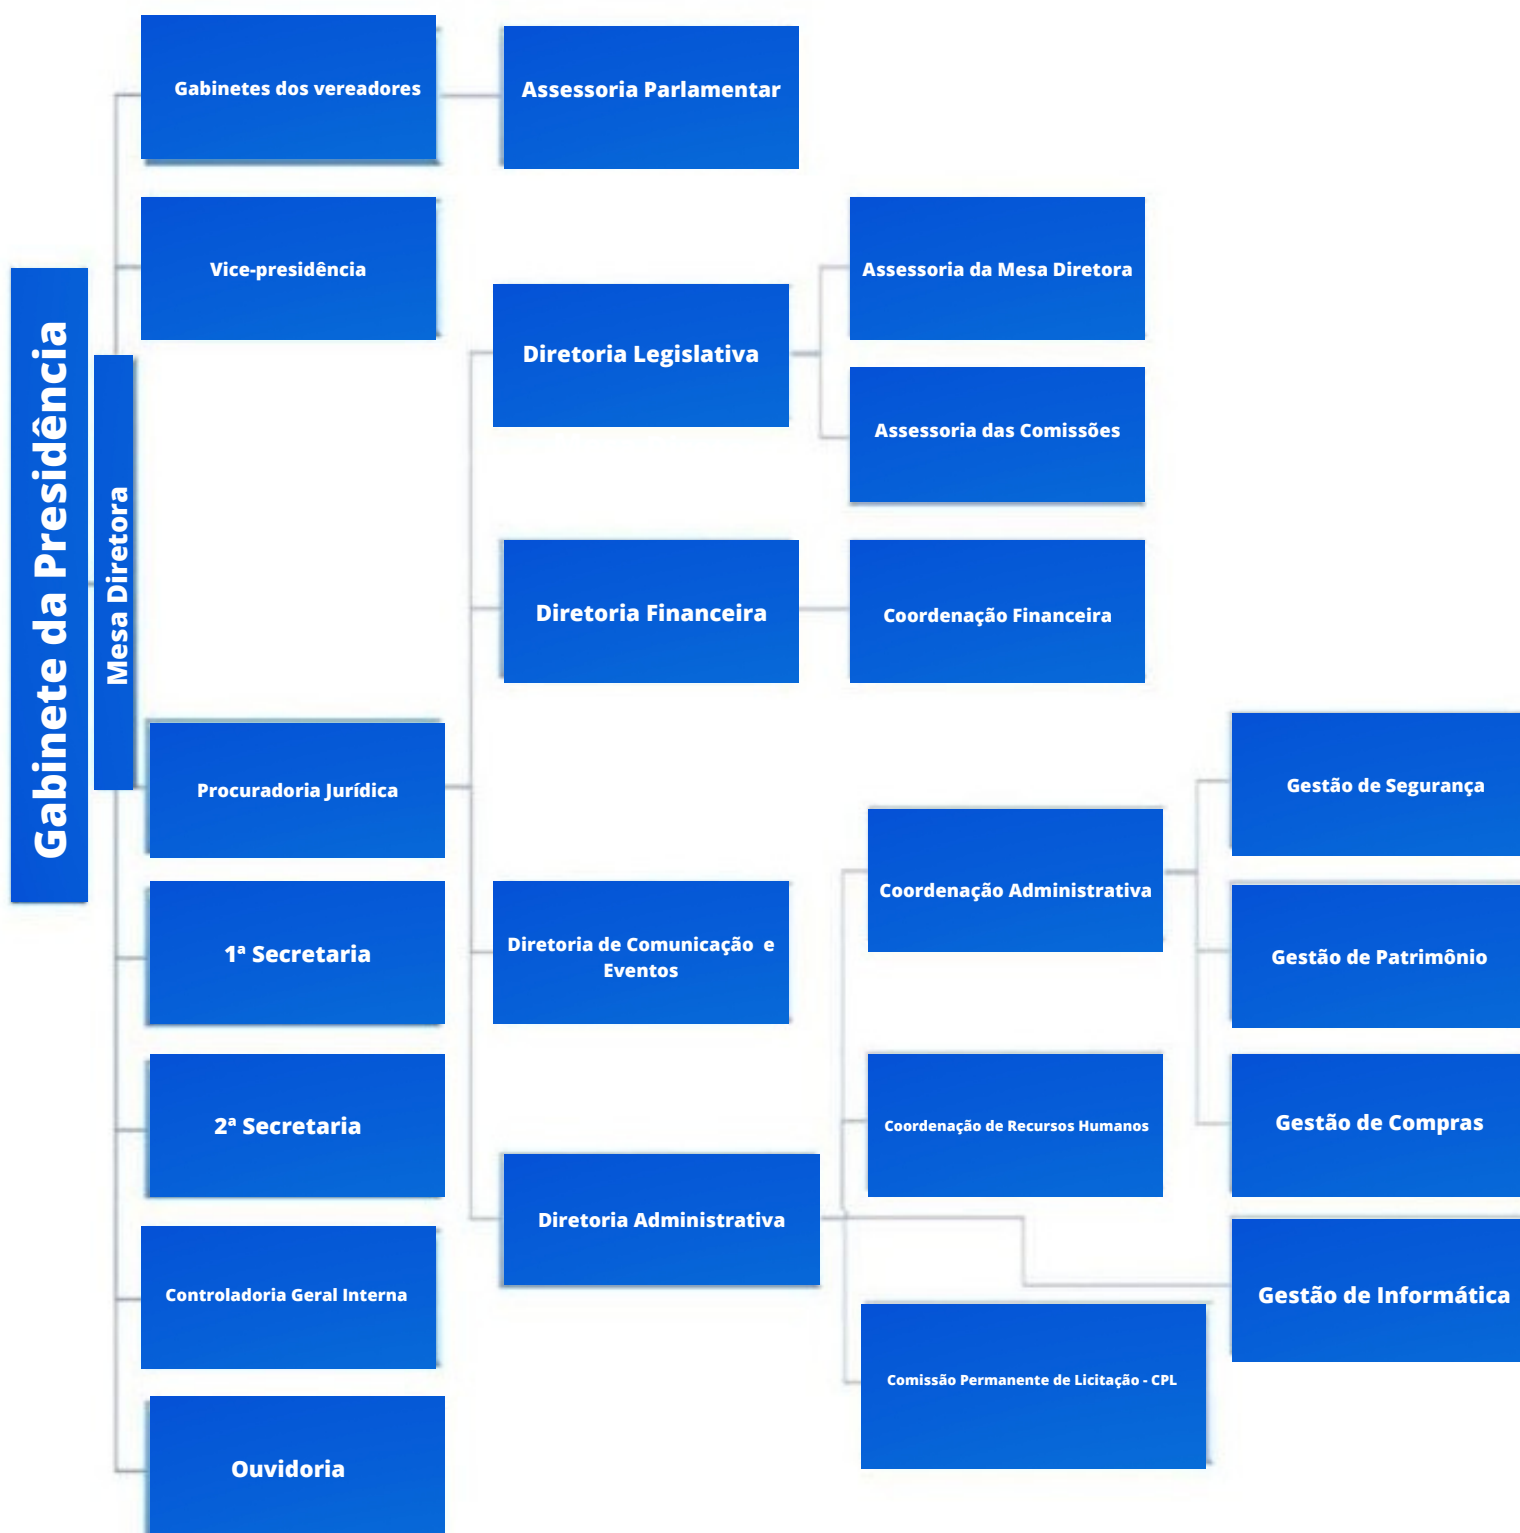 Gabinete da Presidência
Mesa Diretora
Gabinetes dos vereadores
Assessoria Parlamentar
Vice-presidência
Diretoria Legislativa
Assessoria da Mesa Diretora
Assessoria das Comissões
Diretoria Financeira
Coordenação Financeira
Procuradoria Jurídica
1ª Secretaria
2ª Secretaria
Controladoria Geral Interna
Ouvidoria
Diretoria de Comunicação e
Eventos
Diretoria Administrativa
Coordenação Administrativa
Coordenação de Recursos Humanos
Comissão Permanente de Licitação - CPL
Gestão de Segurança
Gestão de Patrimônio
Gestão de Compras
Gestão de Informática